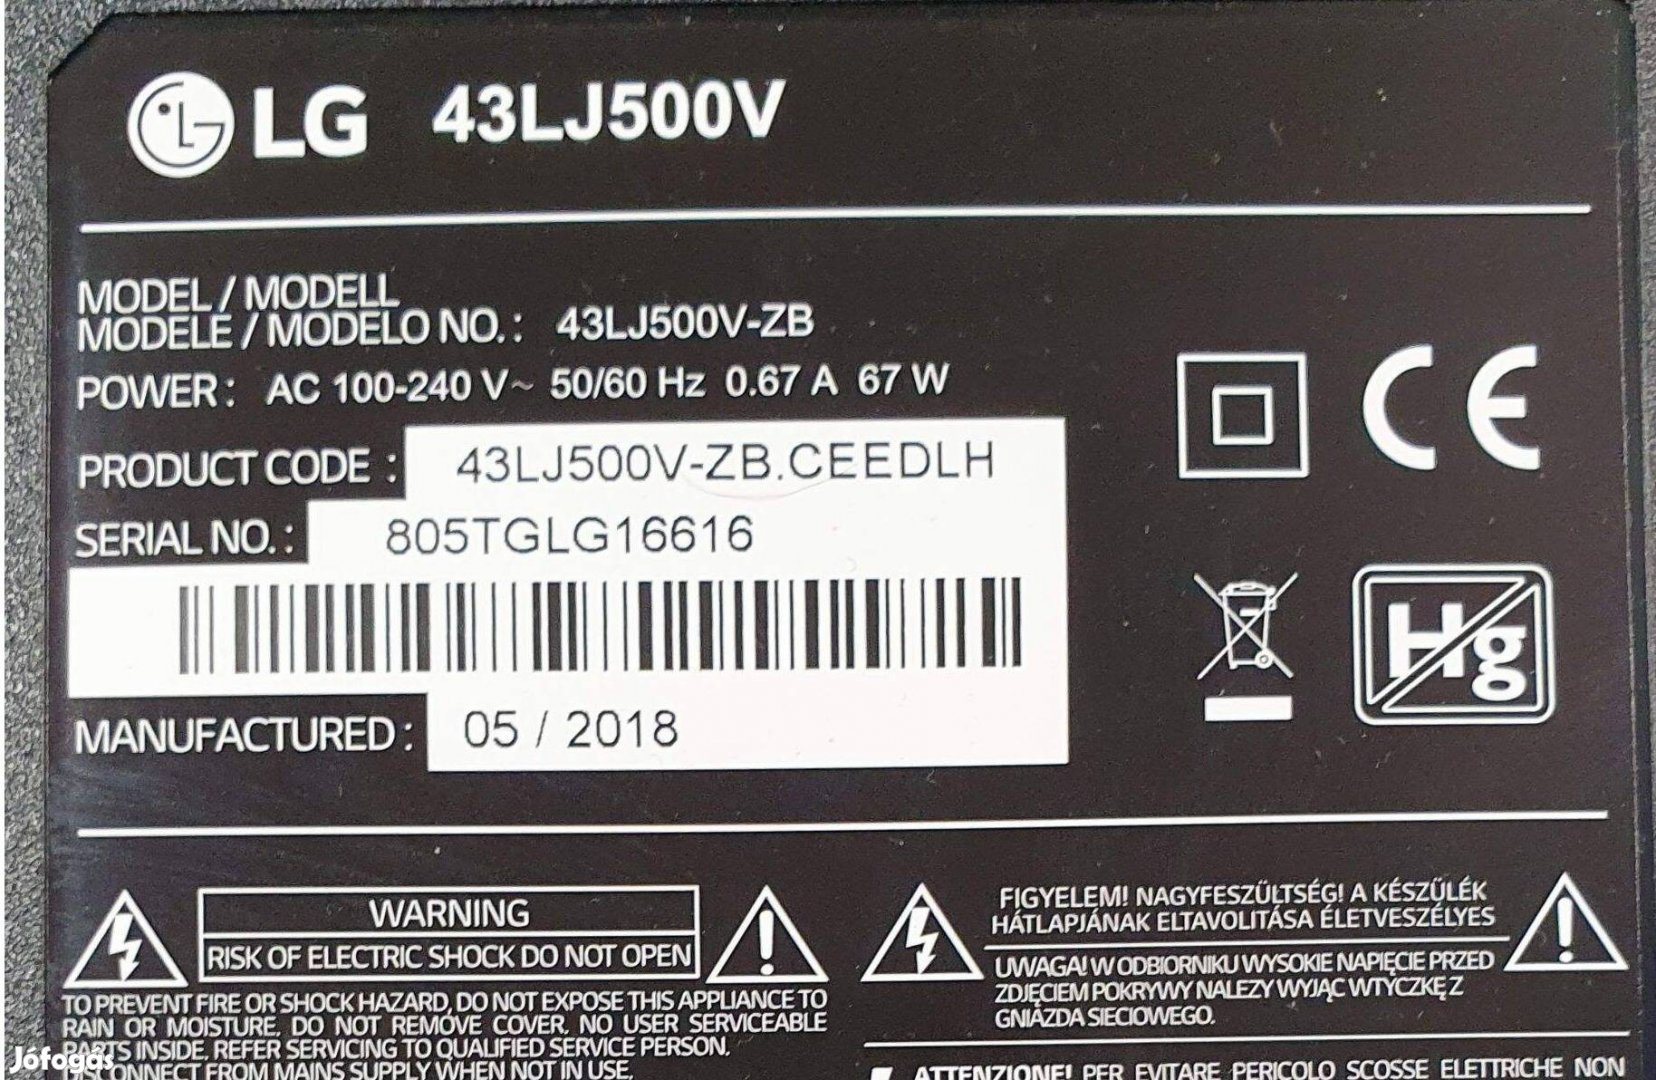 LG 43LJ500V
MODEL / MODELL
MODELE / MODELO NO. : 43LJ500V-ZB
POWER : AC 100-240 V~ 50/60 Hz 0.67 A 67 W
PRODUCT CODE : 43LJ500V-ZB.CEEDLH
SERIAL NO. : 805TGLG16616
MANUFACTURED : 05 / 2018
CE
Hg
WARNING
RISK OF ELECTRIC SHOCK DO NOT OPEN
TO PREVENT FIRE OR SHOCK HAZARD, DO NOT EXPOSE THIS APPLIANCE TO
RAIN OR MOISTURE. DO NOT REMOVE COVER. NO USER SERVICEABLE
PARTS INSIDE. REFER SERVICING TO QUALIFIED SERVICE PERSON.
DISCONNECT FROM MAINS SUPPLY WHEN NOT IN USE.
FIGYELEM! NAGYFESZÜLTSÉG! A KÉSZÜLÉK
HÁTLAPJÁNAK ELTAVOLITÁSA ÉLETVESZÉLYES
UWAGA! W ODBIORNIKU WYSOKIE NAPIĘCIE PRZED
ZDJĘCIEM POKRYWY NALEZY WYJĄC WTYCZKĘ Z
GNIAZDA SIECIOWEGO.
ATTENZIONE! PER EVITARE PERICOLO SCOSSE ELETTRICHE NON
Jófogás